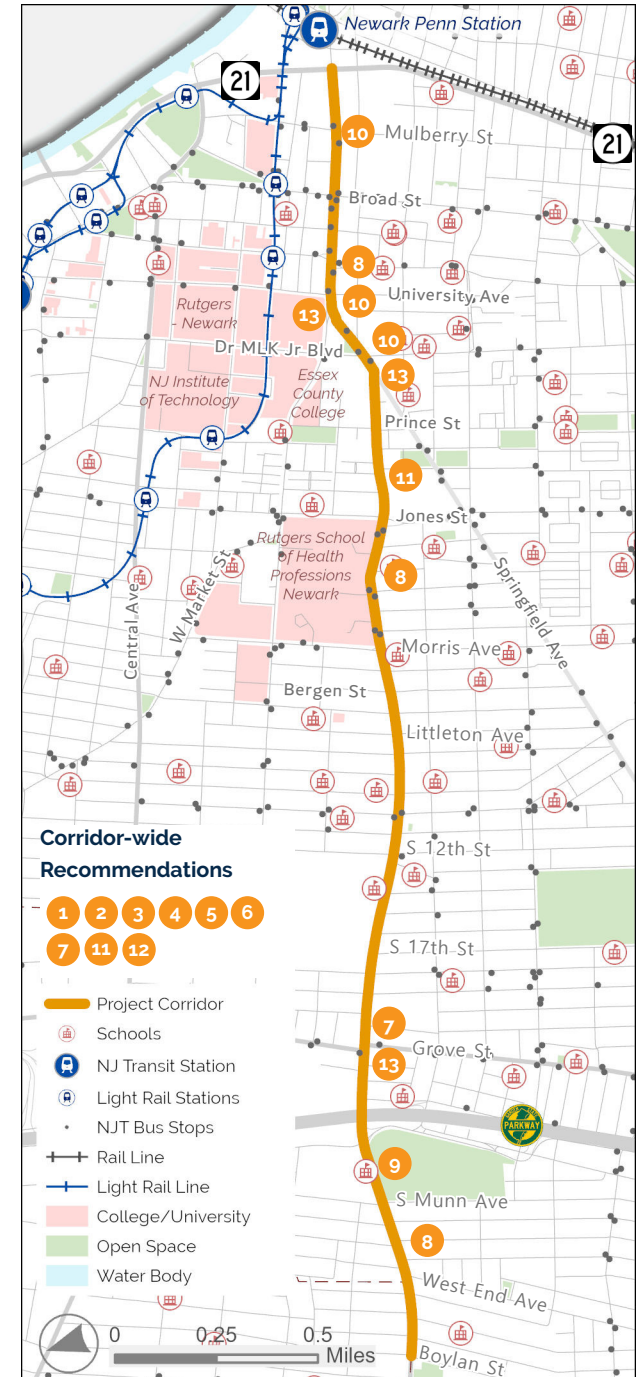 Newark Penn Station
21
21
10
Mulberry St
Broad St
8
University Ave
10
13
Rutgers
- Newark
10
Dr MLK Jr Blvd
13
NJ Institute
of Technology
Essex
County
College
Prince St
11
Jones St
Rutgers School
of Health
Professions
Newark
8
W Market St
Springfield Ave
Central Ave
Morris Ave
Bergen St
Littleton Ave
Corridor-wide
Recommendations
1 2 3 4 5 6
7 11 12
S 12th St
S 17th St
7
Grove St
13
PARKWAY
9
S Munn Ave
8
West End Ave
Boylan St
Project Corridor
Schools
NJ Transit Station
Light Rail Stations
NJT Bus Stops
Rail Line
Light Rail Line
College/University
Open Space
Water Body
0 0.25 0.5
Miles